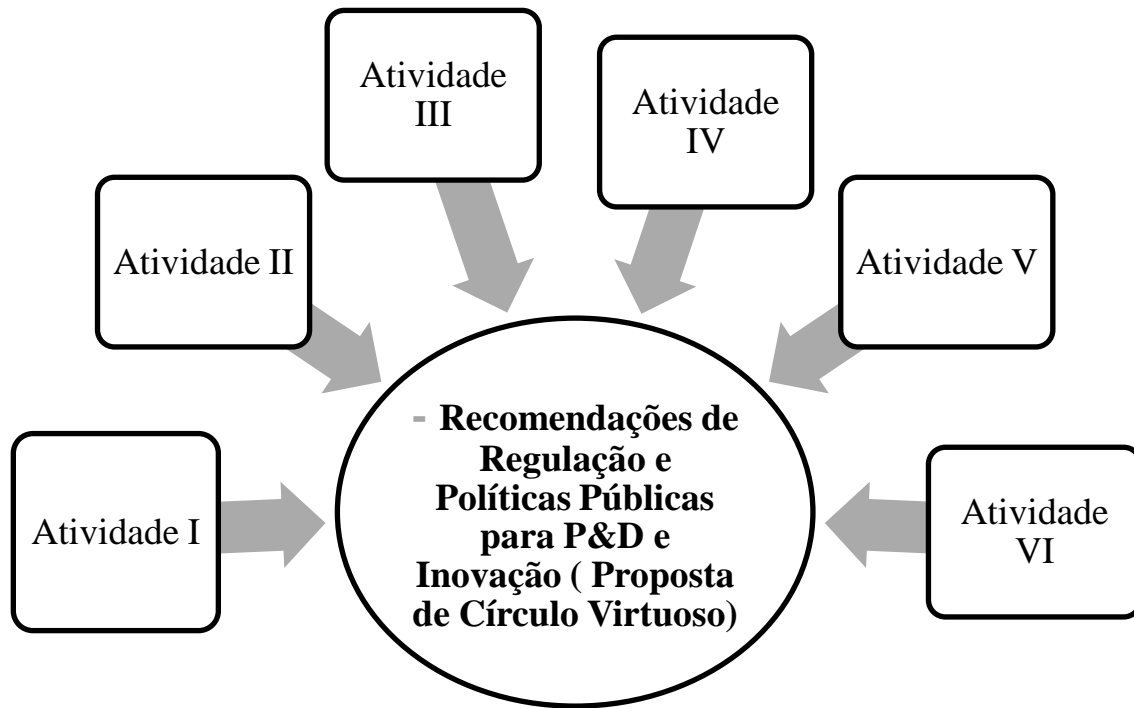 Atividade
III
Atividade
IV
Atividade II
Atividade V
- Recomendações de
Regulação e
Políticas Públicas
para P&D e
Inovação ( Proposta
de Círculo Virtuoso)
Atividade I
Atividade
VI